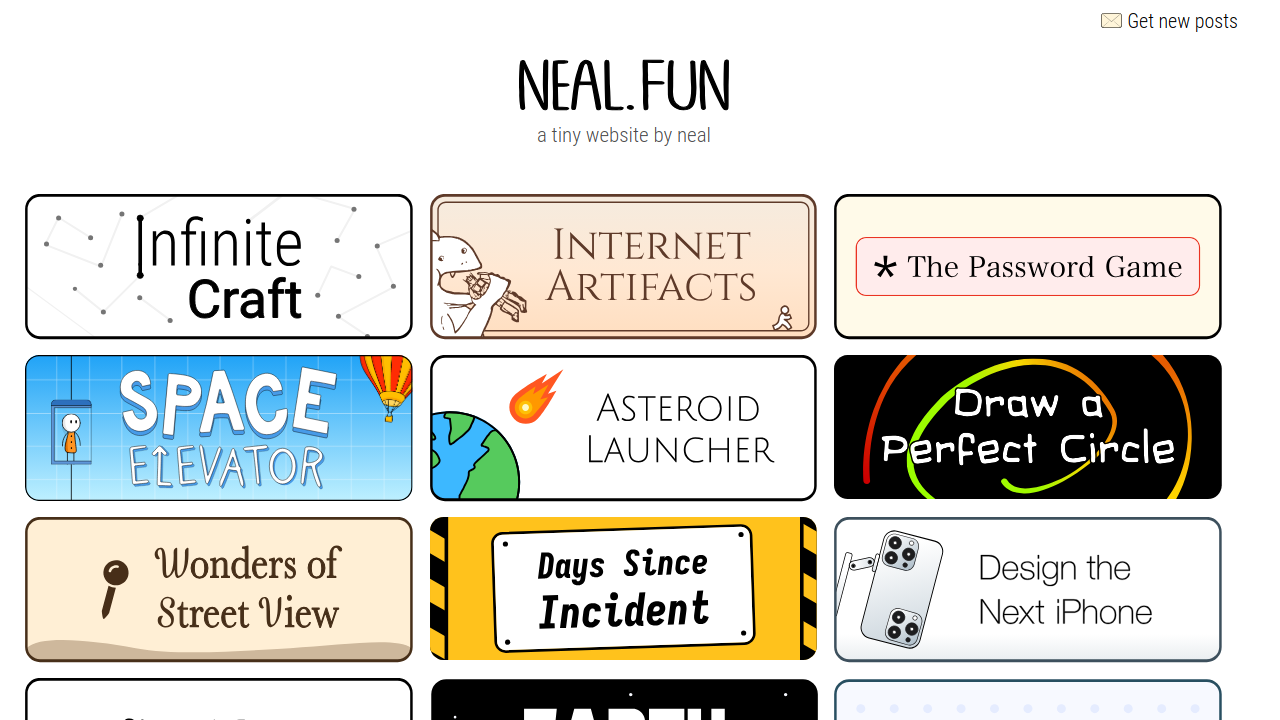 Get new posts
NEAL.FUN
a tiny website by neal
Infinite
Craft
INTERNET
ARTIFACTS
* The Password Game
SPACE
ELEVATOR
ASTEROID
LAUNCHER
Draw a
Perfect Circle
Wonders of
Street View
Days Since
Incident
Design the
Next iPhone
EARTH